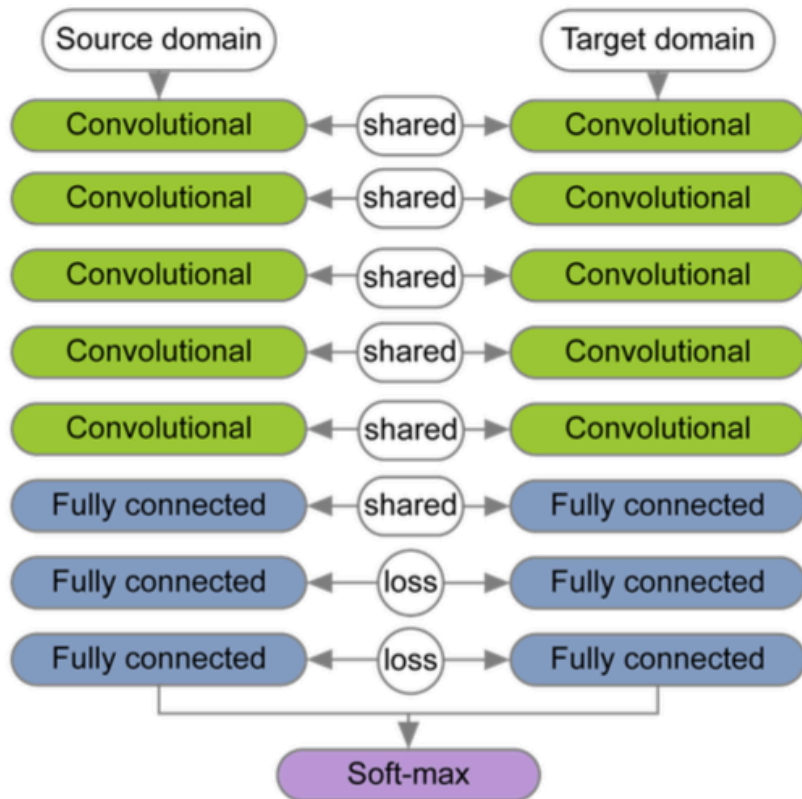 Source domain
Target domain
Convolutional
shared
Convolutional
Convolutional
shared
Convolutional
Convolutional
shared
Convolutional
Convolutional
shared
Convolutional
Convolutional
shared
Convolutional
Fully connected
shared
Fully connected
Fully connected
loss
Fully connected
Fully connected
loss
Fully connected
Soft-max